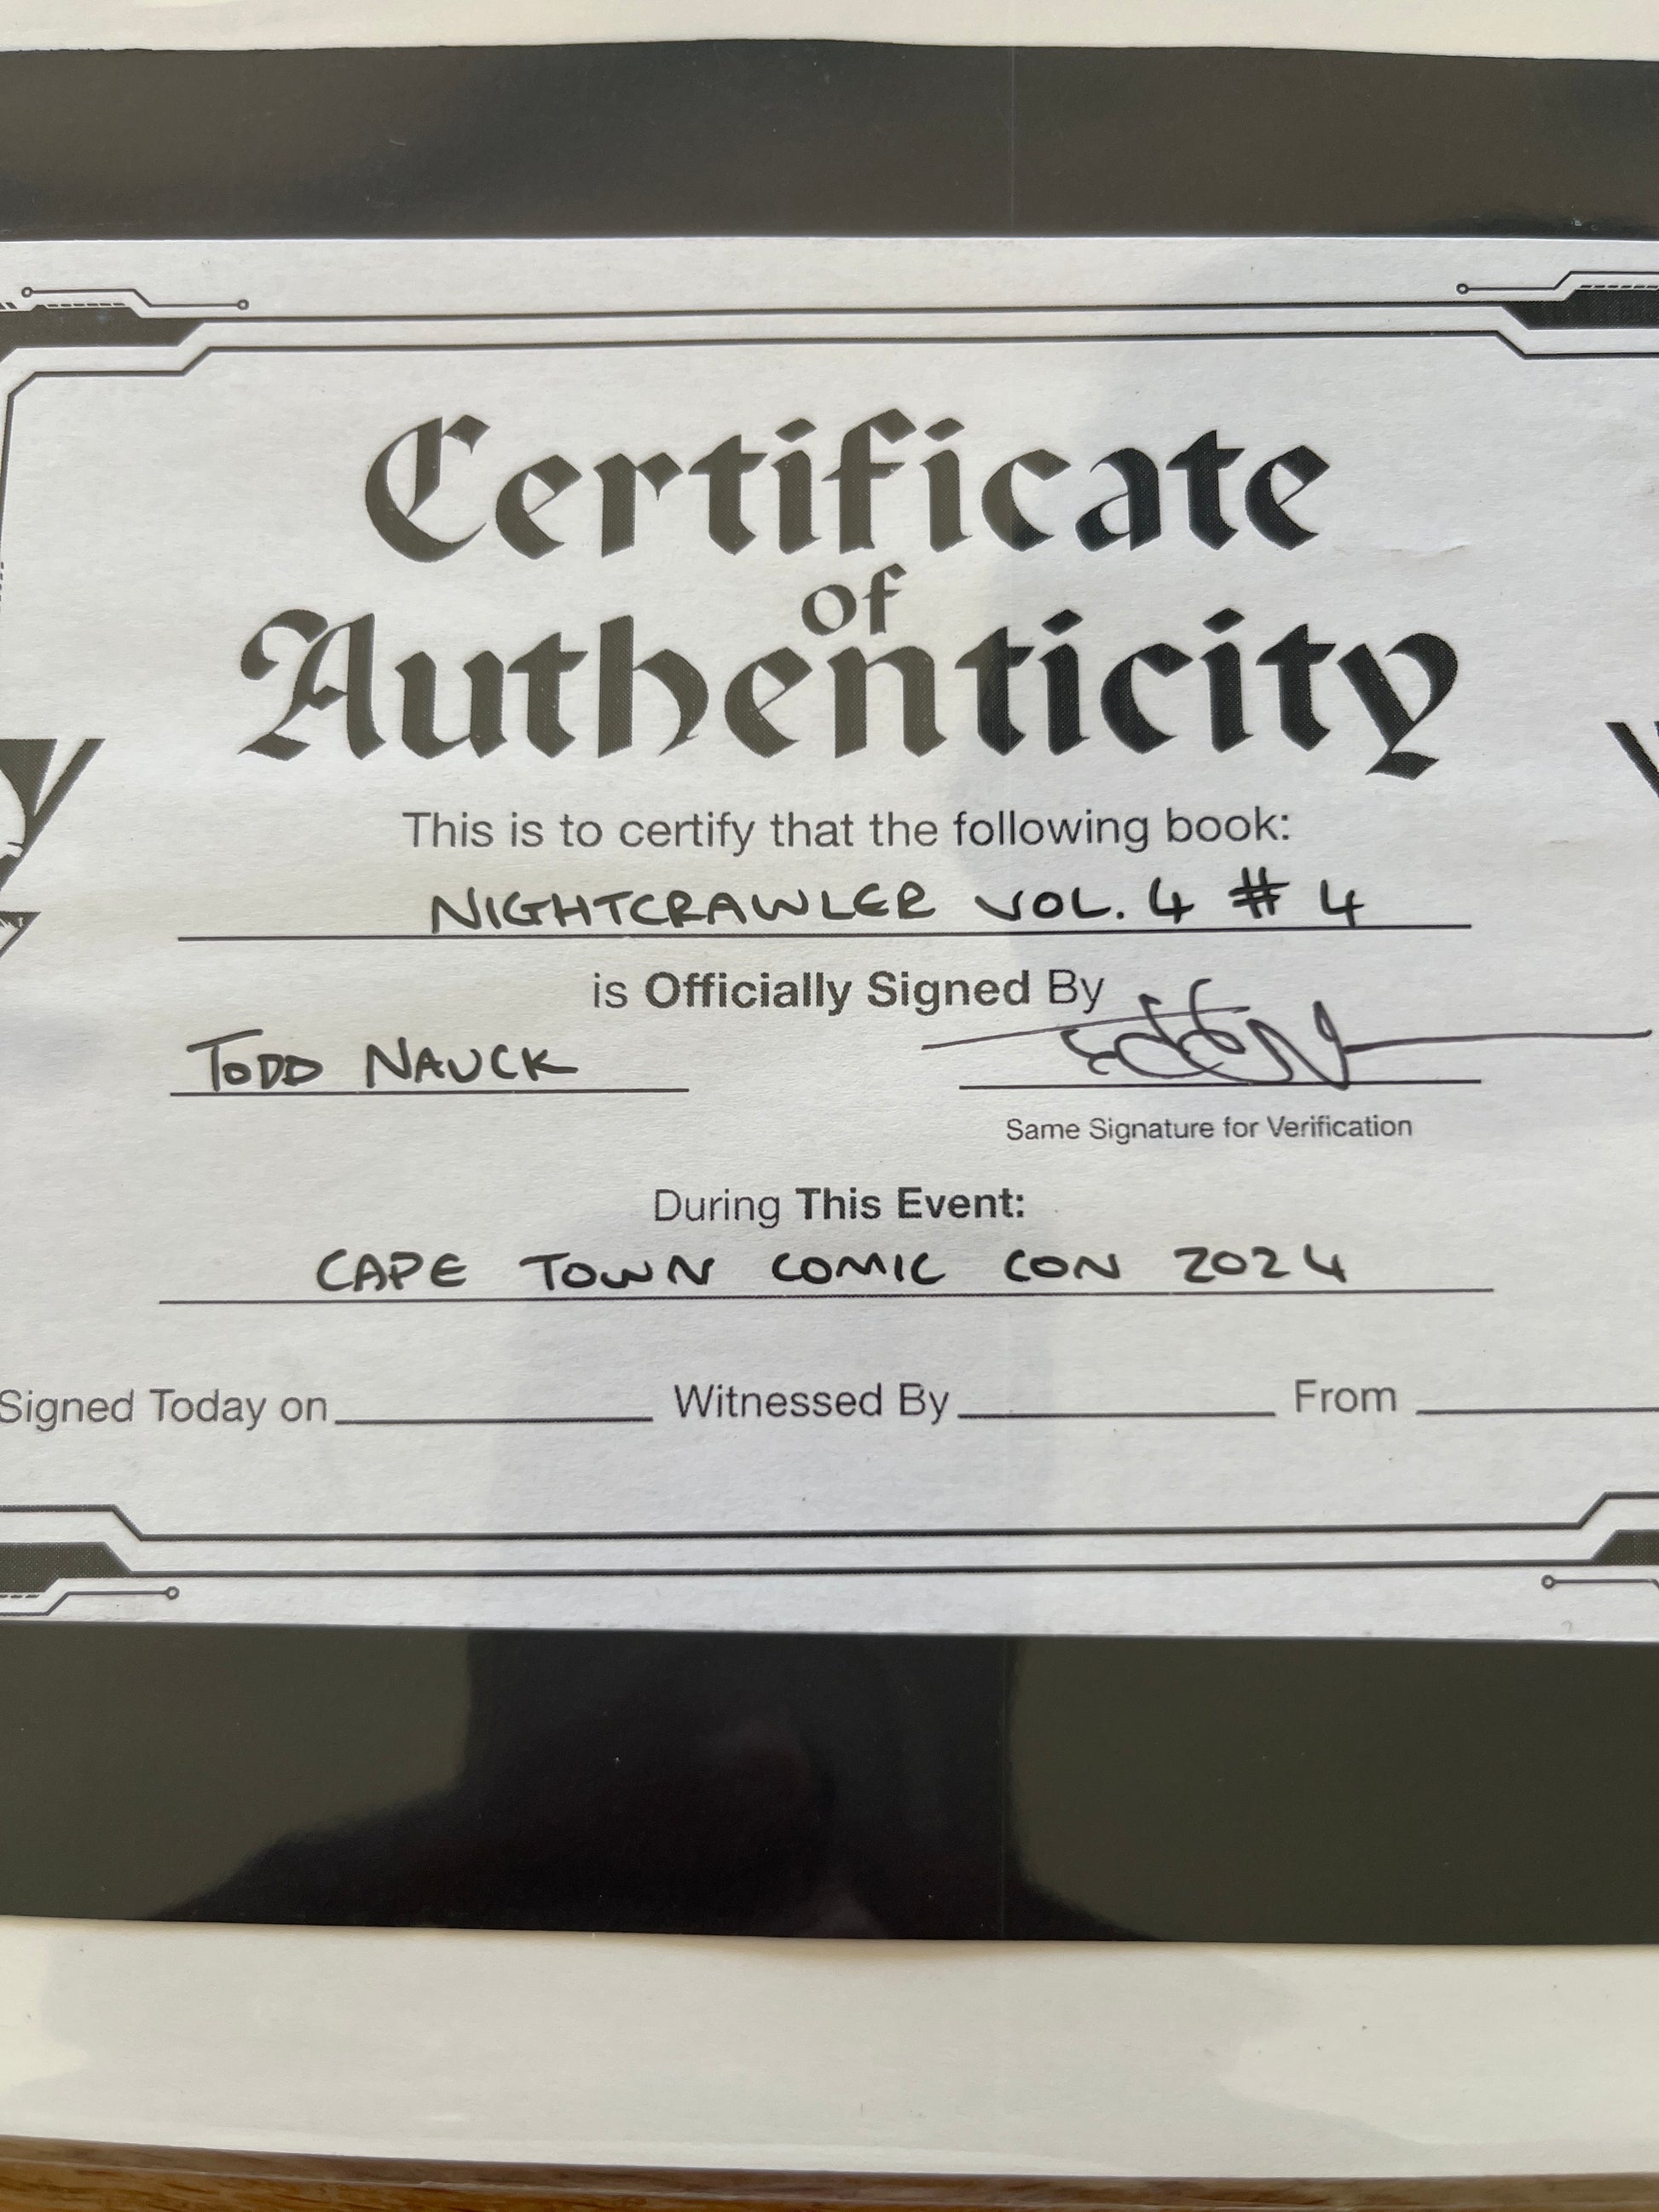 Certificate
of
Authenticity
This is to certify that the following book:
NIGHTCRAWLER VOL. 4 # 4
is Officially Signed By
TODD NAUCK
Same Signature for Verification
During This Event:
CAPE TOWN COMIC CON 2024
Signed Today on Witnessed By From